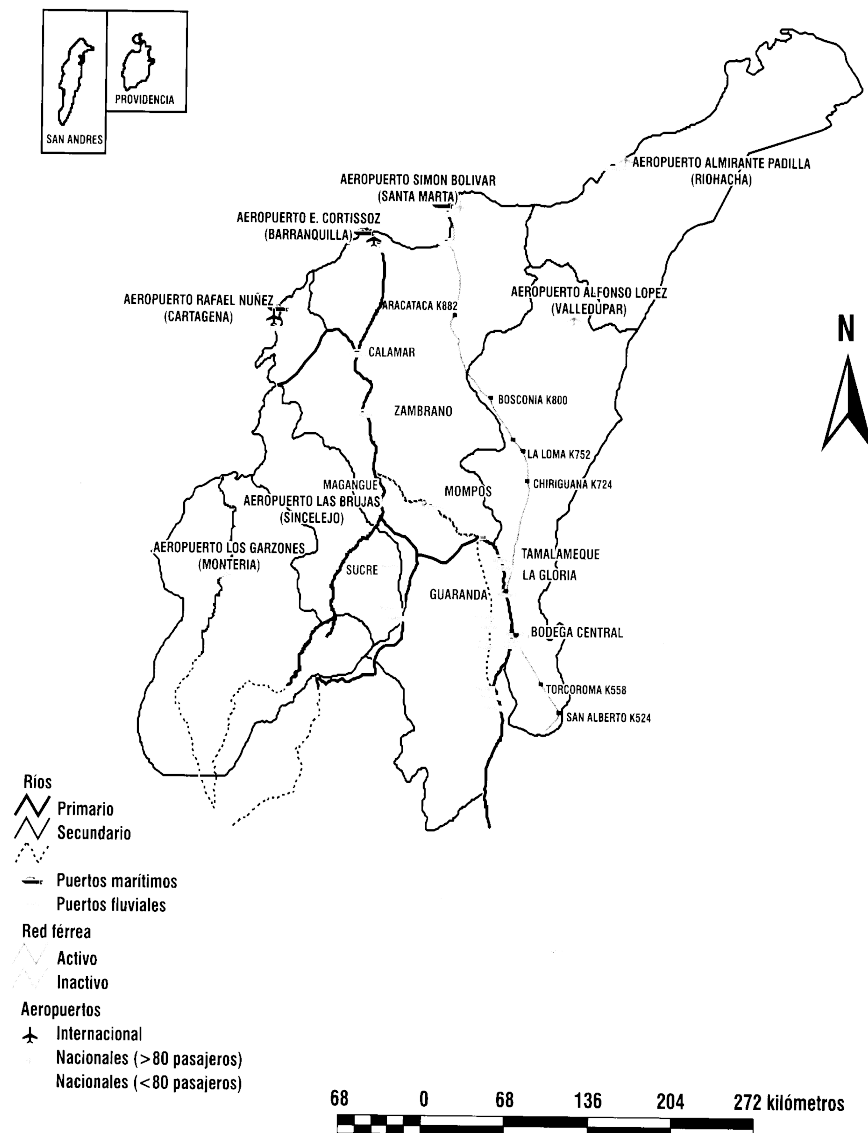 SAN ANDRES
PROVIDENCIA
AEROPUERTO ALMIRANTE PADILLA
(RIOHACHA)
AEROPUERTO SIMON BOLIVAR
(SANTA MARTA)
AEROPUERTO E. CORTISSOZ
(BARRANQUILLA)
AEROPUERTO RAFAEL NUÑEZ
(CARTAGENA)
ARACATACA K882
AEROPUERTO ALFONSO LOPEZ
(VALLEDUPAR)
N
CALAMAR
BOSCONIA K800
ZAMBRANO
LA LOMA K752
CHIRIGUANA K724
MAGANGUE
MOMPOS
AEROPUERTO LAS BRUJAS
(SINCELEJO)
AEROPUERTO LOS GARZONES
(MONTERIA)
SUCRE
TAMALAMEQUE
LA GLORIA
GUARANDA
BODEGA CENTRAL
TORCOROMA K558
SAN ALBERTO K524
Ríos
Primario
Secundario
Puertos marítimos
Puertos fluviales
Red férrea
Activo
Inactivo
Aeropuertos
Internacional
Nacionales (>80 pasajeros)
Nacionales (<80 pasajeros)
68 0 68 136 204 272 kilómetros